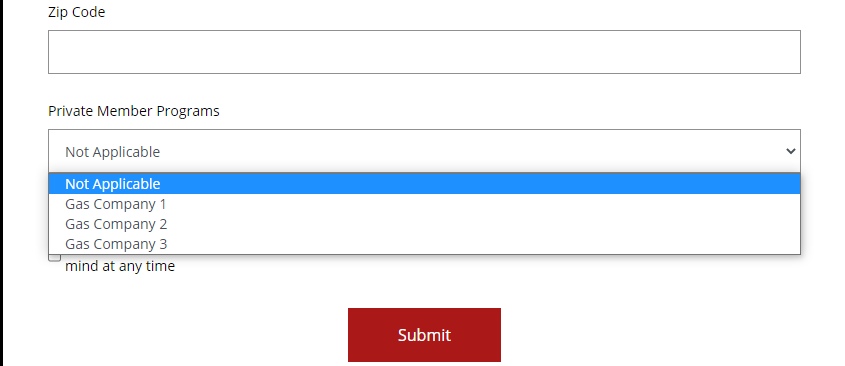 Zip Code
Private Member Programs
Not Applicable
Not Applicable
Gas Company 1
Gas Company 2
Gas Company 3
mind at any time
Submit